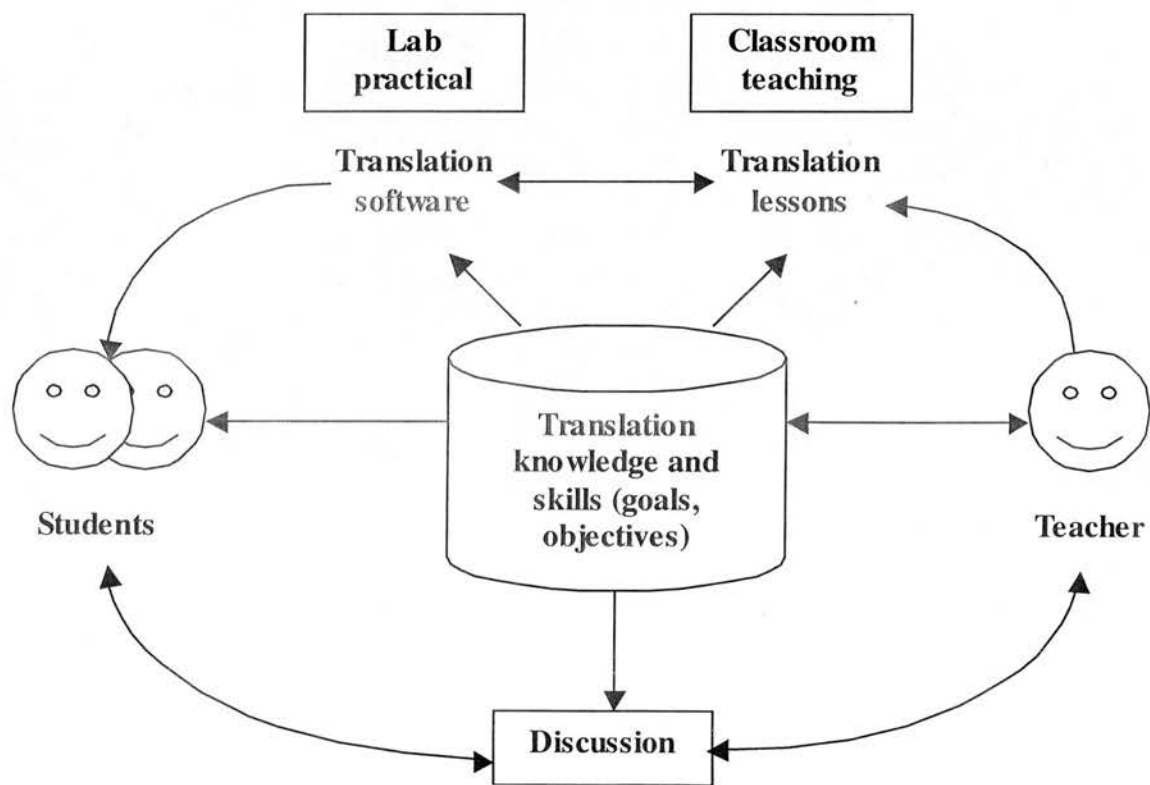 Lab
practical
Classroom
teaching
Translation
software
Translation
lessons
Translation
knowledge and
skills (goals,
objectives)
Students
Teacher
Discussion